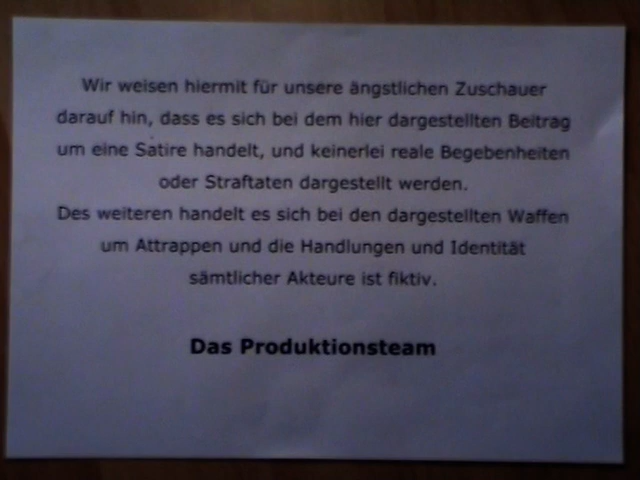 Wir weisen hiermit für unsere ängstlichen Zuschauer
darauf hin, dass es sich bei dem hier dargestellten Beitrag
um eine Satire handelt, und keinerlei reale Begebenheiten
oder Straftaten dargestellt werden.
Des weiteren handelt es sich bei den dargestellten Waffen
um Attrappen und die Handlungen und Identität
sämtlicher Akteure ist fiktiv.
Das Produktionsteam